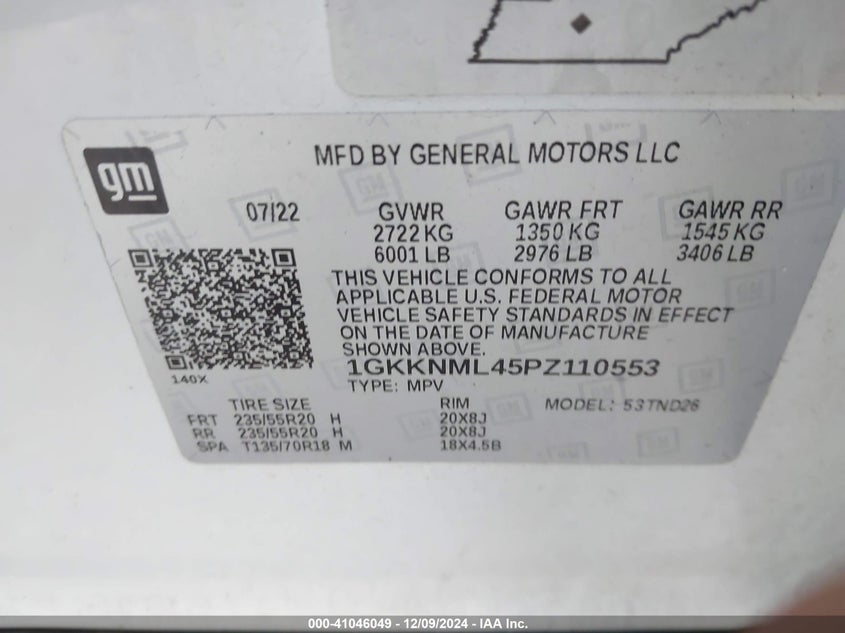 gm
MFD BY GENERAL MOTORS LLC
07/22 GVWR GAWR FRT GAWR RR
2722 KG 1350 KG 1545 KG
6001 LB 2976 LB 3406 LB
THIS VEHICLE CONFORMS TO ALL
APPLICABLE U.S. FEDERAL MOTOR
VEHICLE SAFETY STANDARDS IN EFFECT
ON THE DATE OF MANUFACTURE
SHOWN ABOVE.
1GKKNML45PZ110553
140X
TYPE: MPV
TIRE SIZE RIM MODEL: 53TND26
FRT 235/55R20 H 20X8J
RR 235/55R20 H 20X8J
SPA T135/70R18 M 18X4.5B
000-41046049 - 12/09/2024 - IAA Inc.